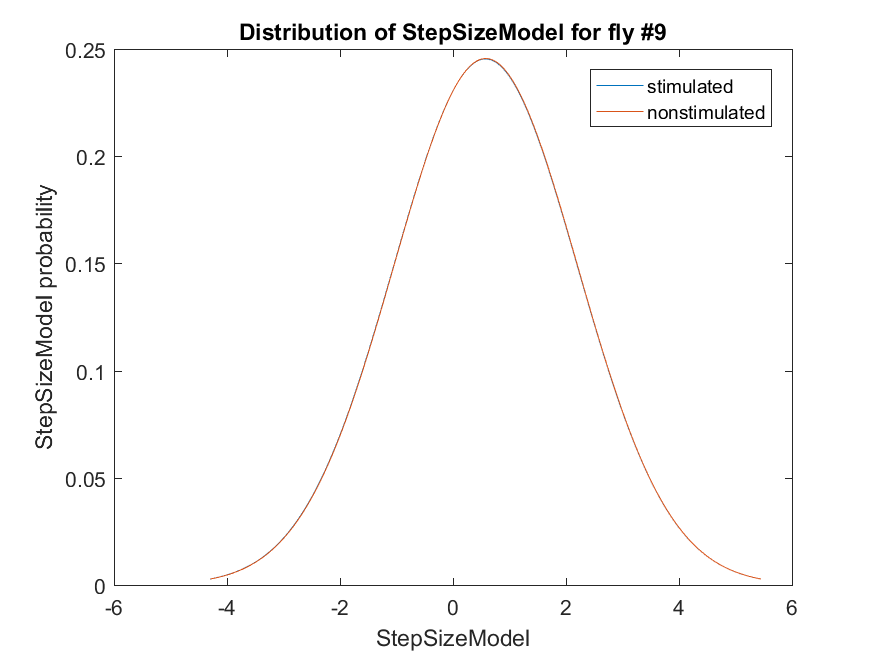 Distribution of StepSizeModel for fly #9
0.25
0.2
0.15
0.1
0.05
0
StepSizeModel probability
stimulated
nonstimulated
-6
-4
-2
0
2
4
6
StepSizeModel